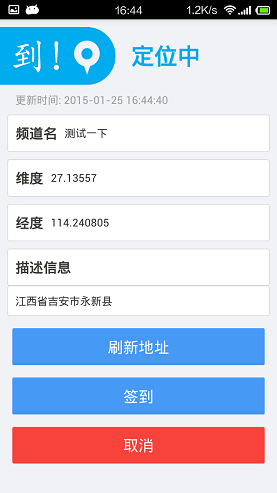 16:44 1.2K/s
到! 定位中
更新时间: 2015-01-25 16:44:40
频道名 测试一下
维度 27.13557
经度 114.240805
描述信息
江西省吉安市永新县
刷新地址
签到
取消